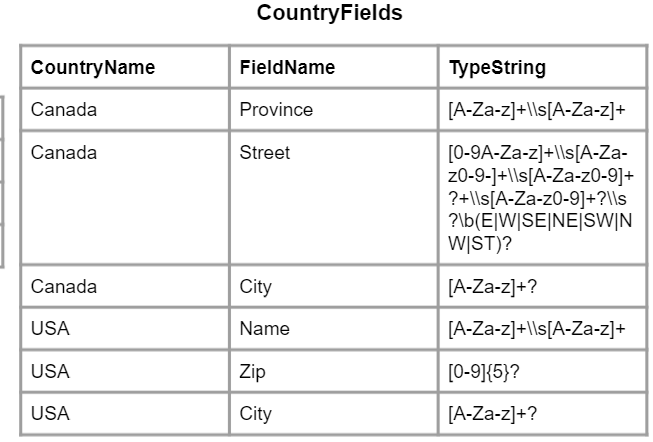 CountryFields
CountryName FieldName TypeString
Canada Province [A-Za-z]+\\s[A-Za-z]+
Canada Street [0-9A-Za-z]+\\s[A-Za-
z0-9-]+\\s[A-Za-z0-9]+
?+\\s[A-Za-z0-9]+?\\s
?\b(E|W|SE|NE|SW|N
W|ST)?
Canada City [A-Za-z]+?
USA Name [A-Za-z]+\\s[A-Za-z]+
USA Zip [0-9]{5}?
USA City [A-Za-z]+?